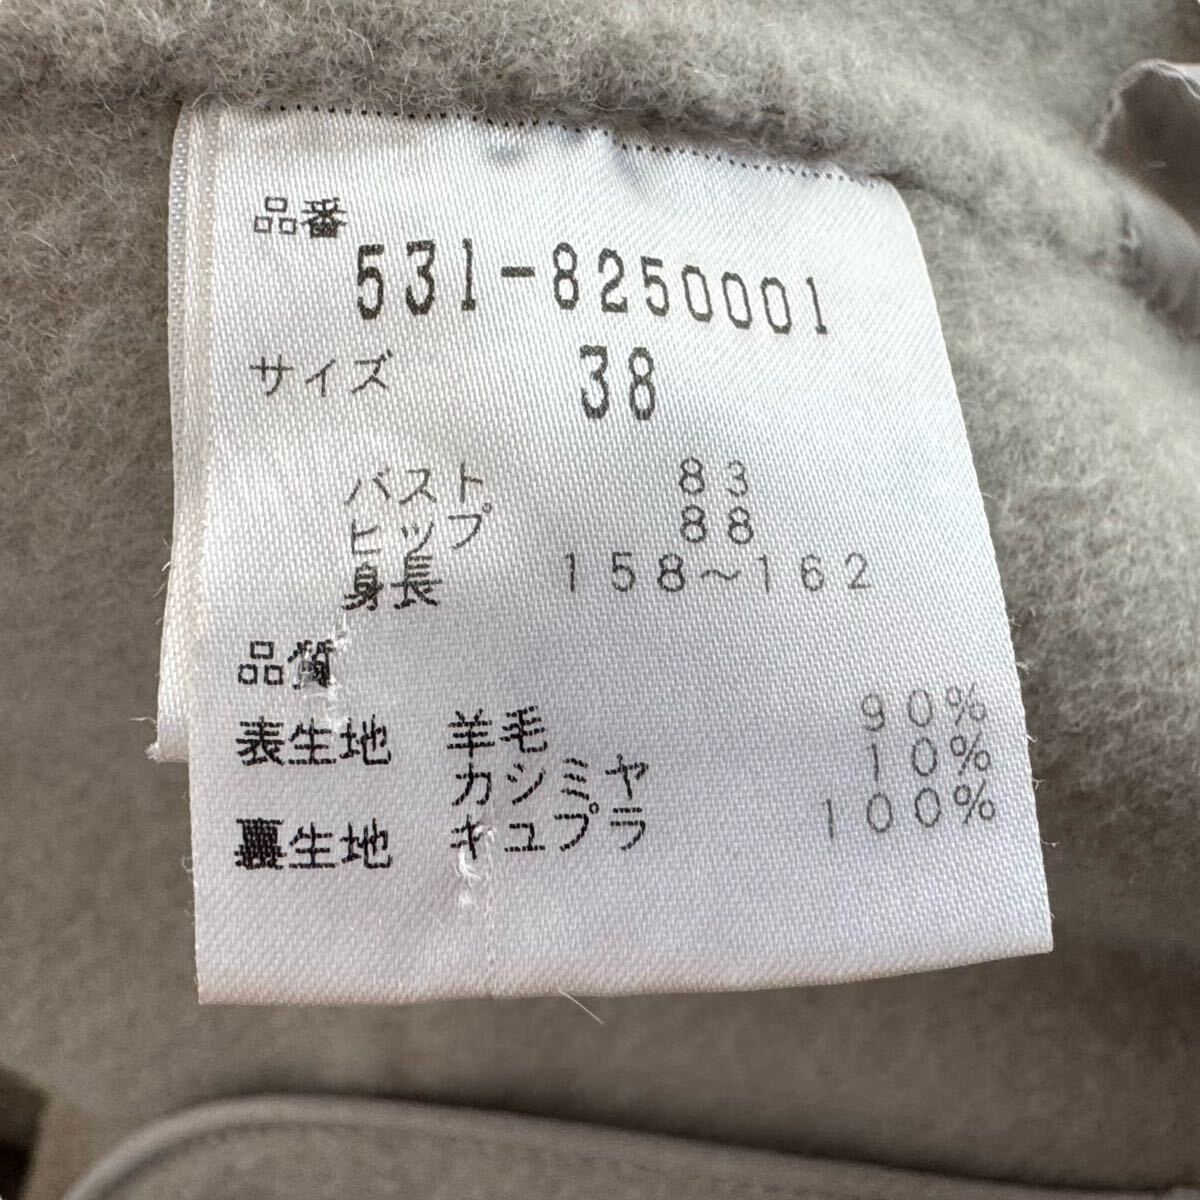 品番
531-8250001
サイズ 38
バスト 83
ヒップ 88
身長 158～162
品質
表生地 羊毛 90%
カシミヤ 10%
裏生地 キュプラ 100%